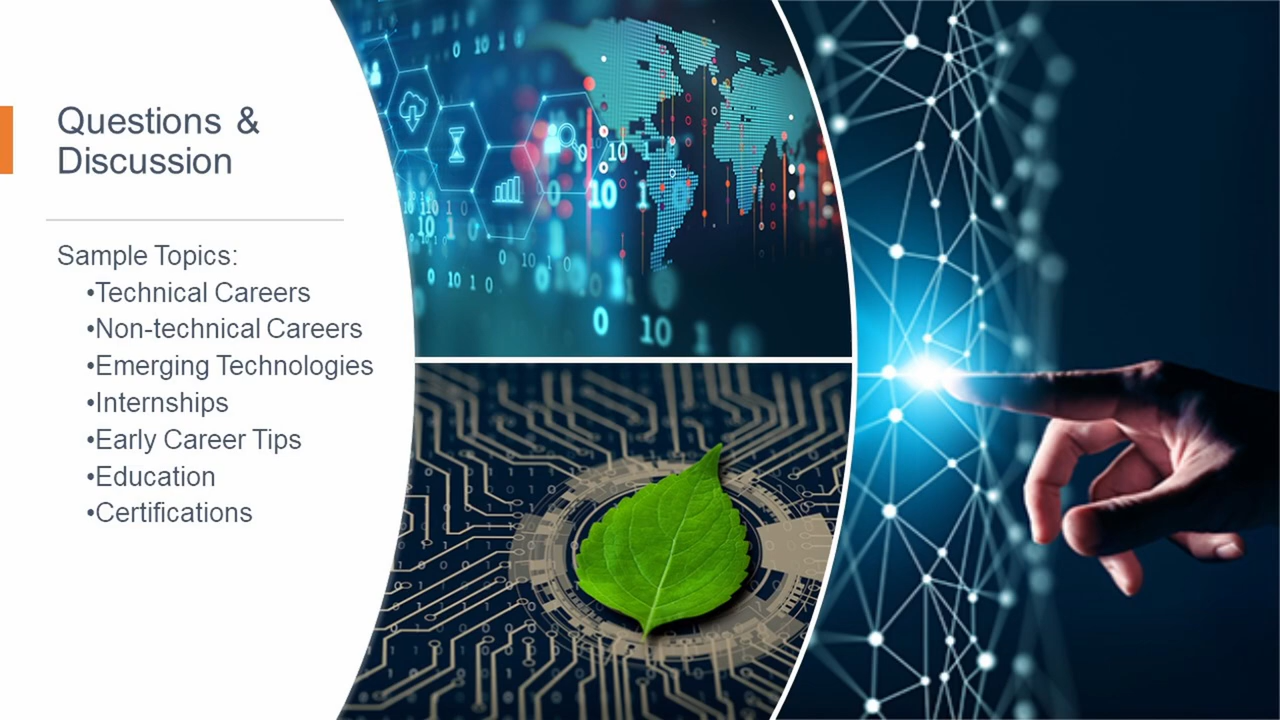 Questions &
Discussion
Sample Topics:
•Technical Careers
•Non-technical Careers
•Emerging Technologies
•Internships
•Early Career Tips
•Education
•Certifications